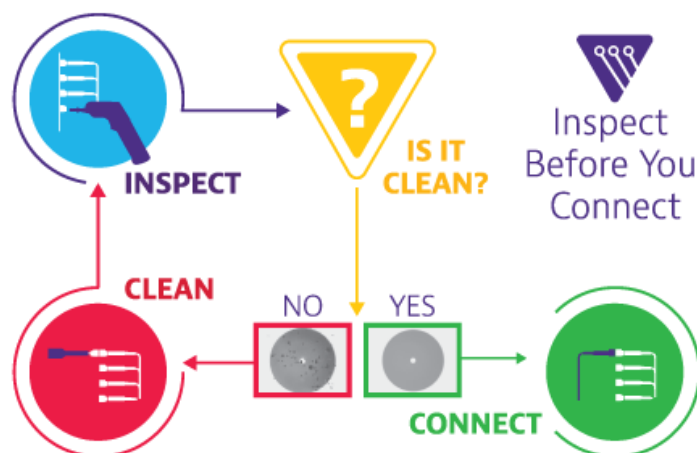 INSPECT
?
IS IT
CLEAN?
Inspect
Before You
Connect
CLEAN
NO
YES
CONNECT